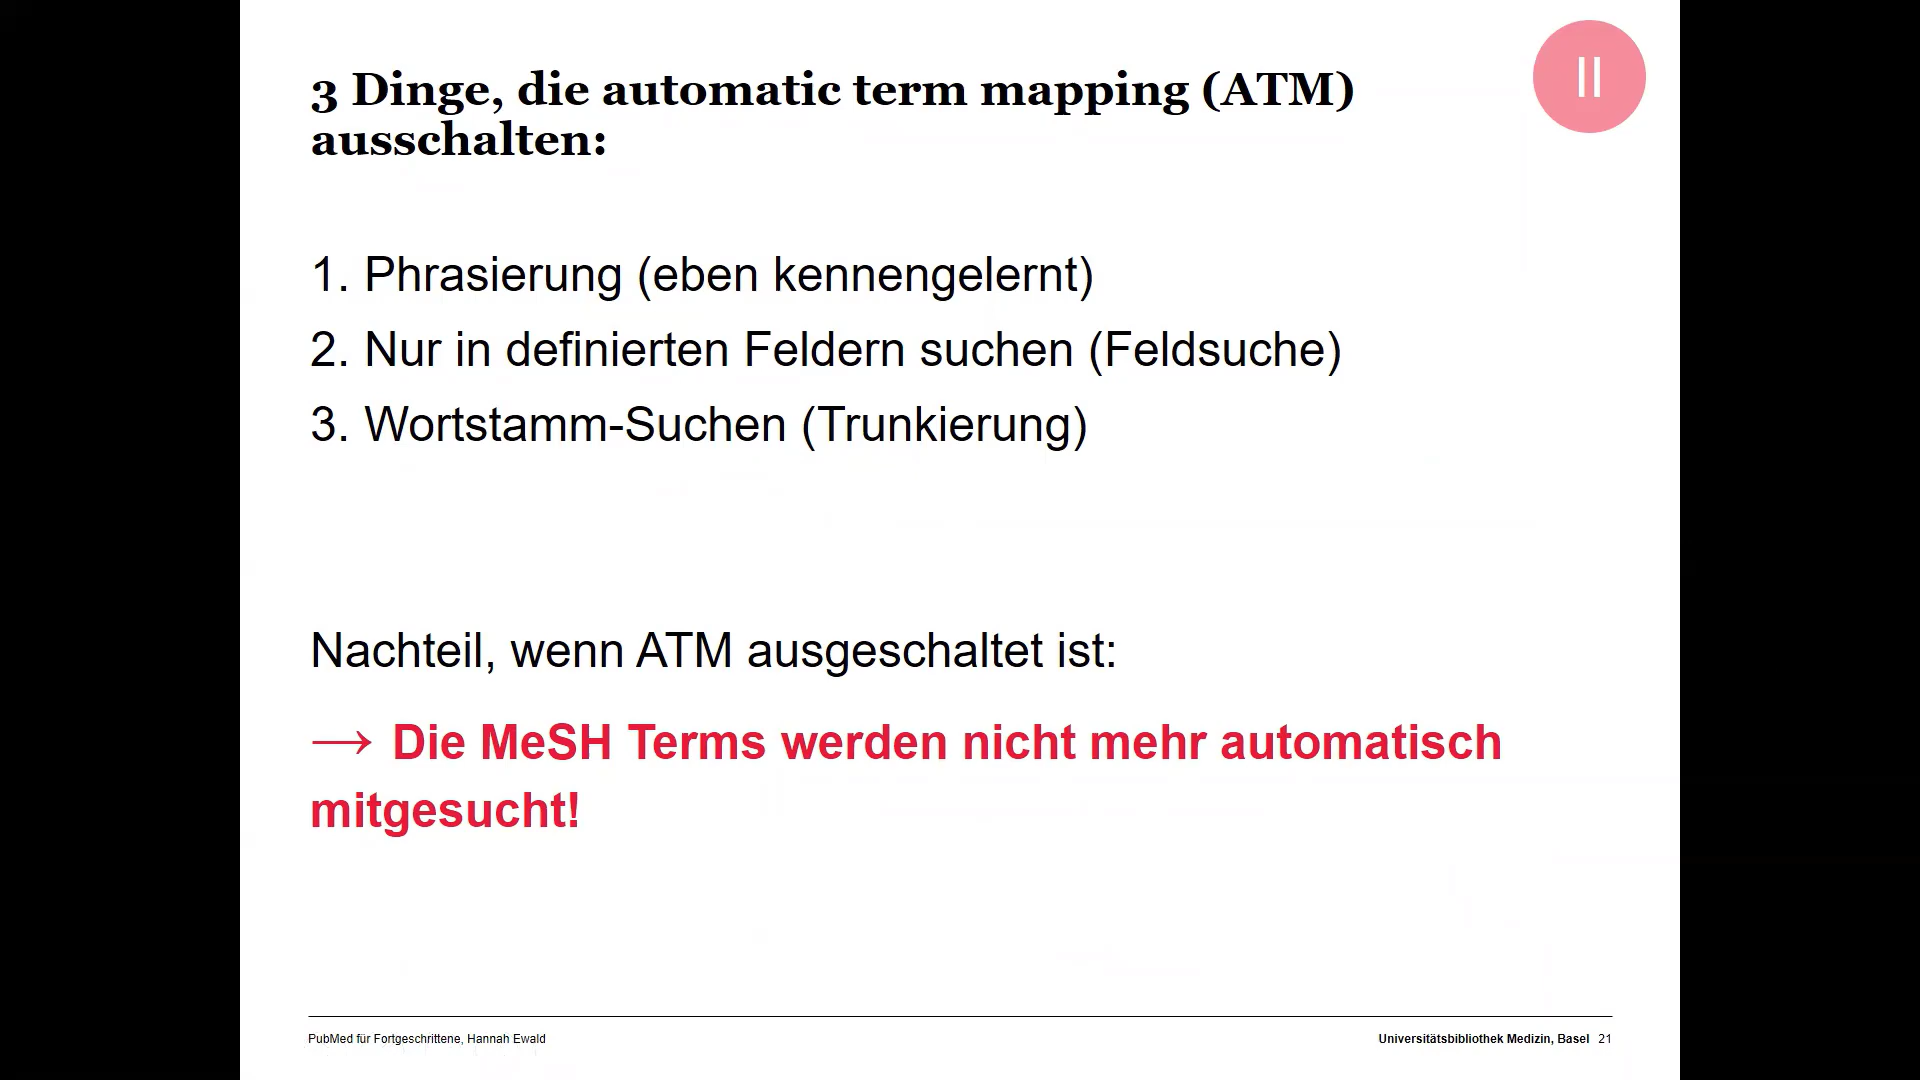 3 Dinge, die automatic term mapping (ATM)
ausschalten:
II
1. Phrasierung (eben kennengelernt)
2. Nur in definierten Feldern suchen (Feldsuche)
3. Wortstamm-Suchen (Trunkierung)
Nachteil, wenn ATM ausgeschaltet ist:
→ Die MeSH Terms werden nicht mehr automatisch
mitgesucht!
PubMed für Fortgeschrittene, Hannah Ewald
Universitätsbibliothek Medizin, Basel 21